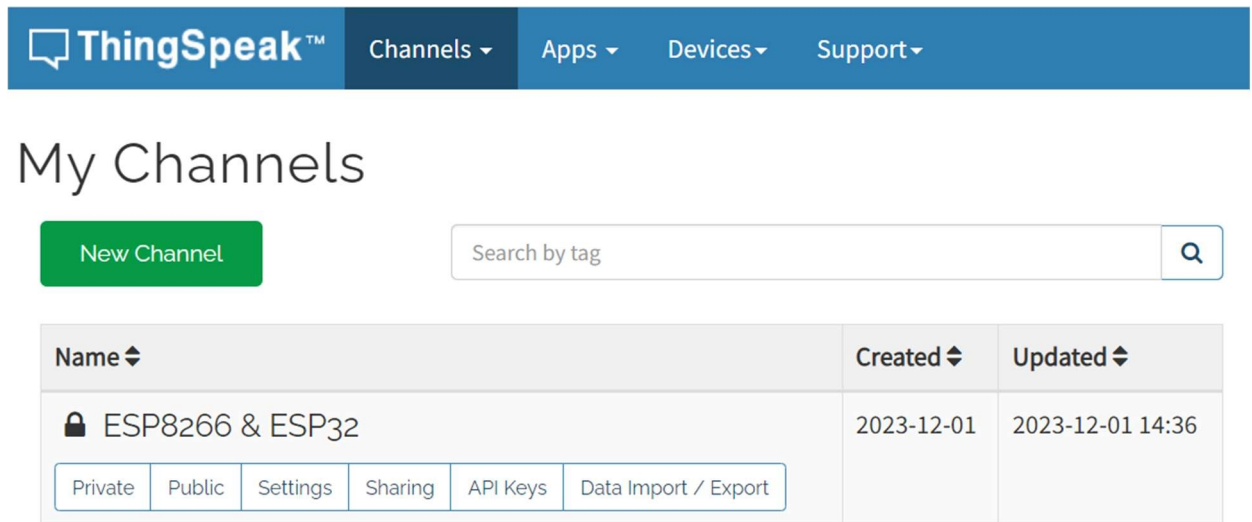 ThingSpeak™ Channels Apps Devices Support
My Channels
New Channel Search by tag
Name Created Updated
ESP8266 & ESP32 2023-12-01 2023-12-01 14:36
Private Public Settings Sharing API Keys Data Import / Export